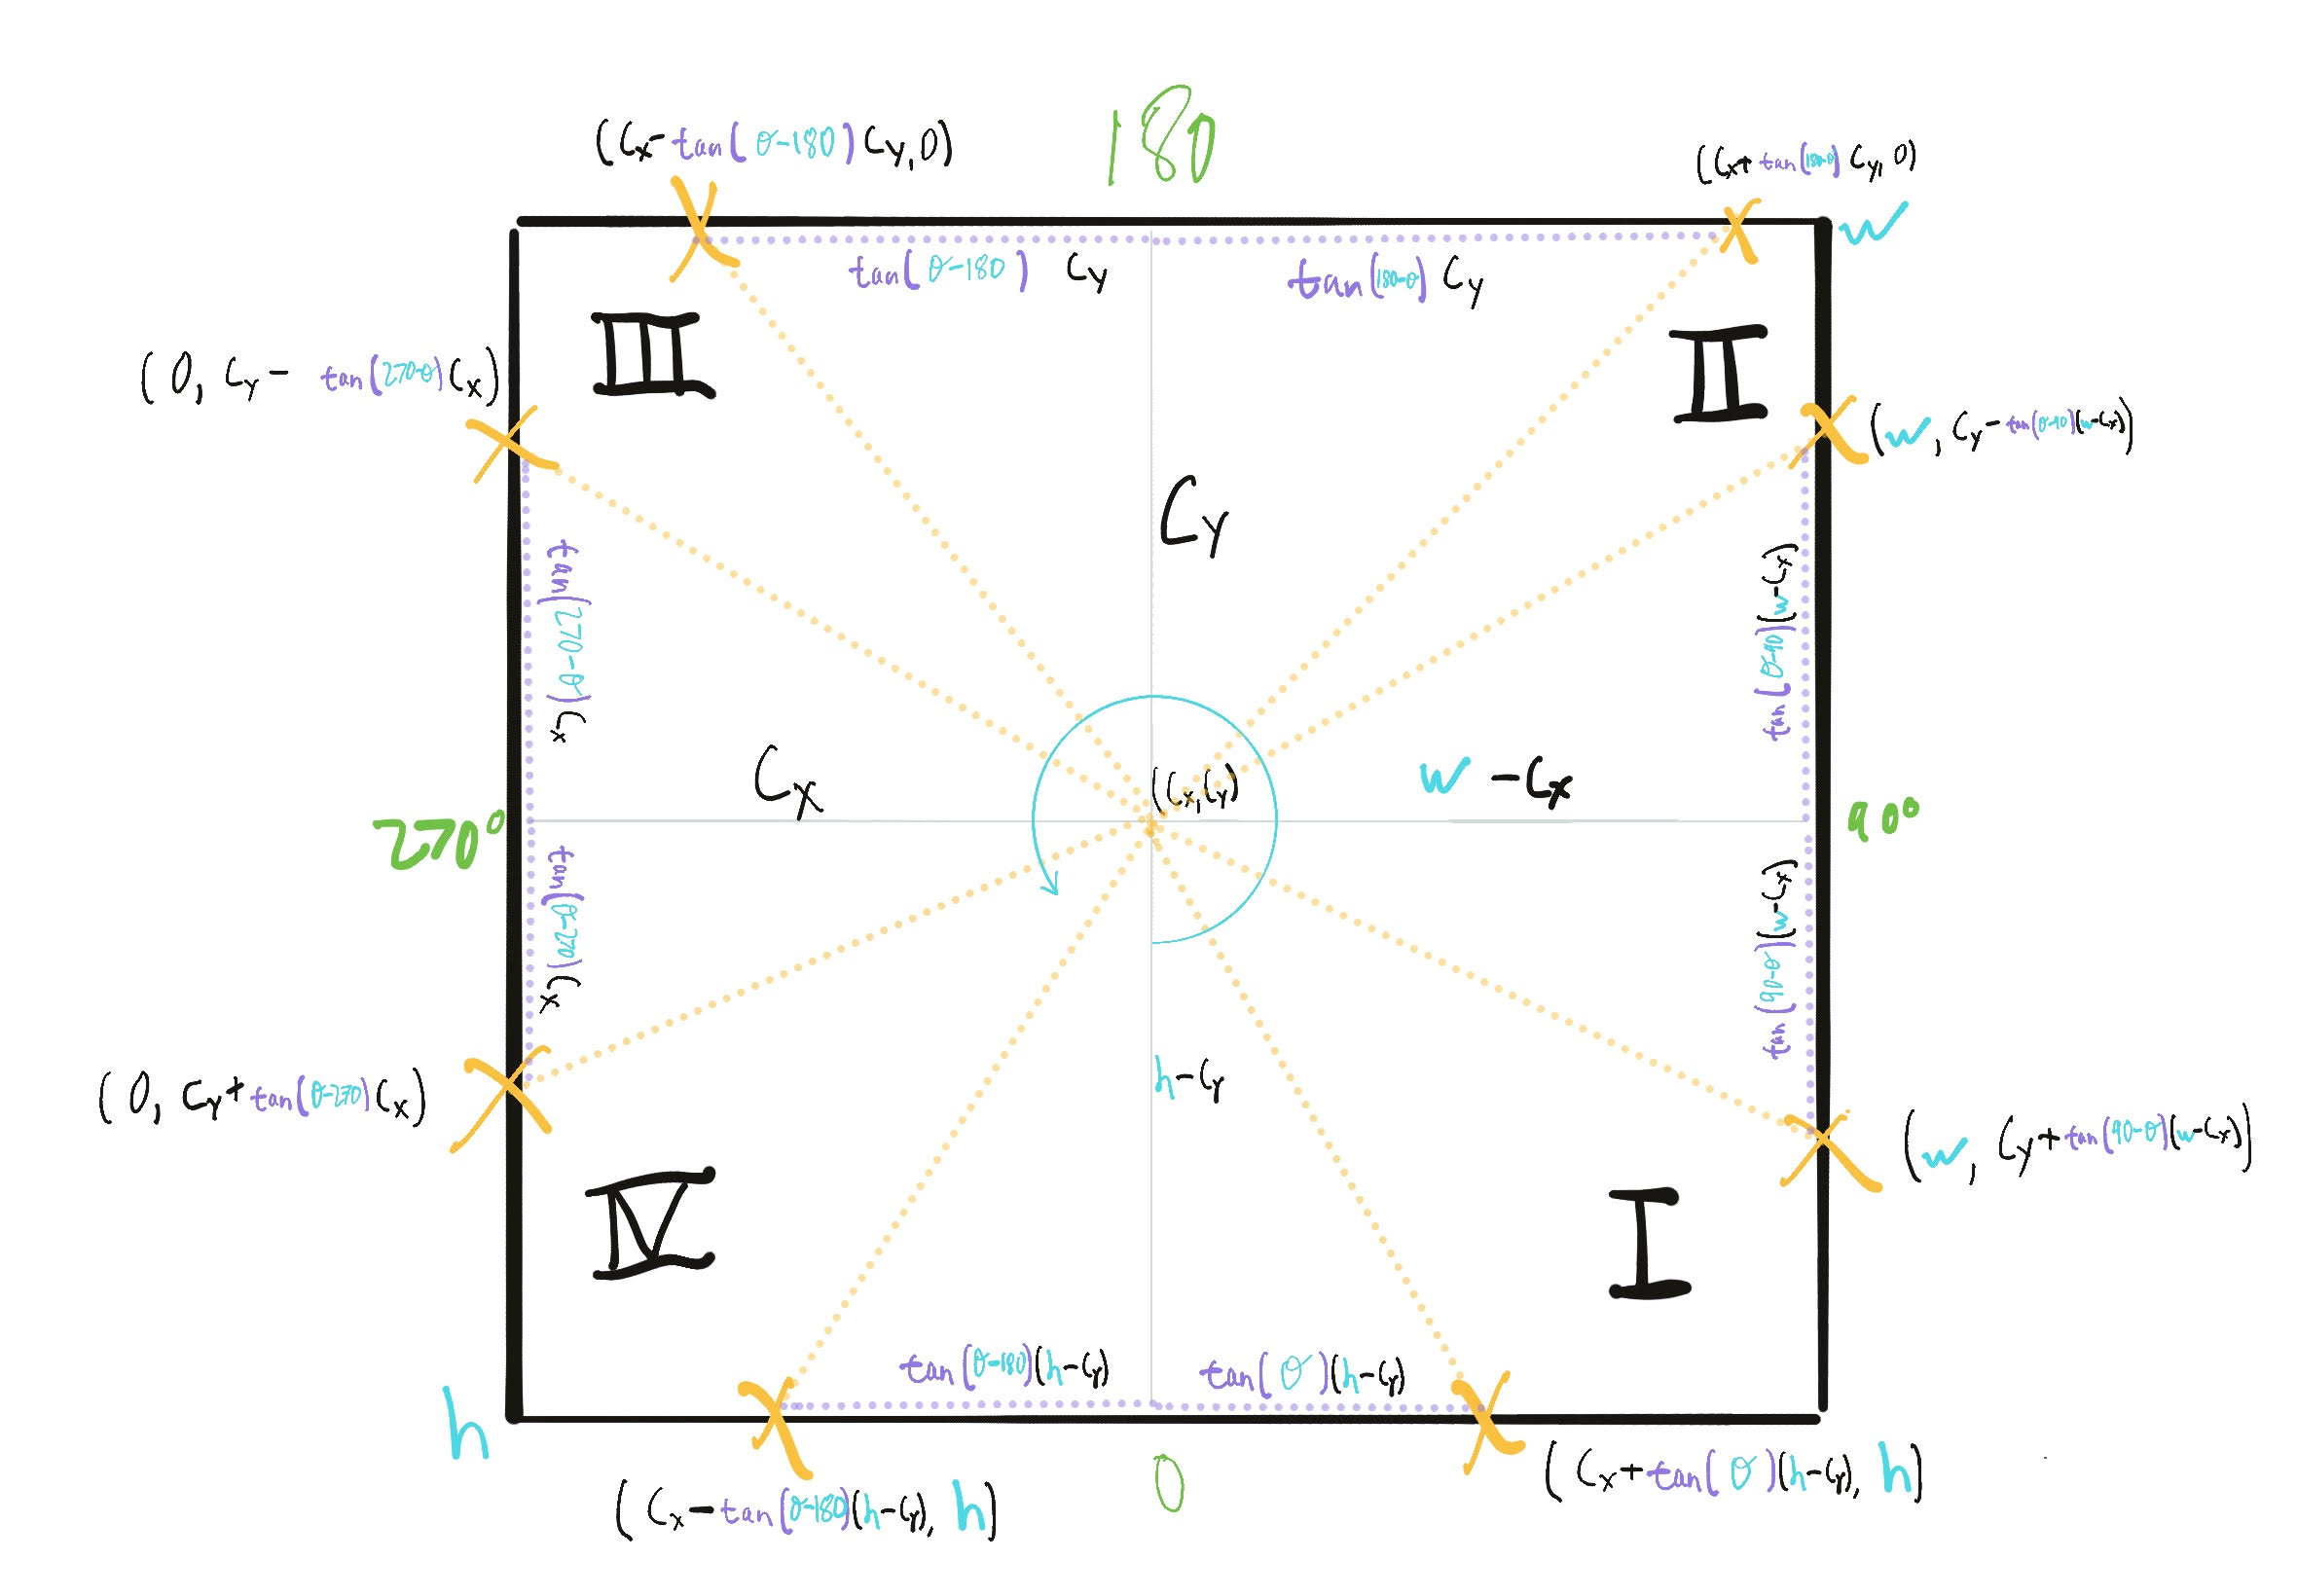 180
(Cx-tan(θ-180)Cy,0)
(Cx+tan(180-θ)Cy,0)
w
tan(θ-180) Cy
tan(180-θ) Cy
III
II
(0, Cy- tan(270-θ)Cx)
(w, Cy-tan(θ-90)(w-Cx))
Cy
tan(270-θ)Cx
tan(θ-90)(w-Cx)
Cx
(Cx,Cy)
w-Cx
270°
90°
tan(θ-270)Cx
tan(90-θ)(w-Cx)
h-Cy
(0, Cy+tan(θ-270)Cx)
(w, Cy+tan(90-θ)(w-Cx))
IV
I
tan(θ-180)(h-Cy)
tan(θ)(h-Cy)
h
0
(Cx-tan(θ-180)(h-Cy), h)
(Cx+tan(θ)(h-Cy), h)